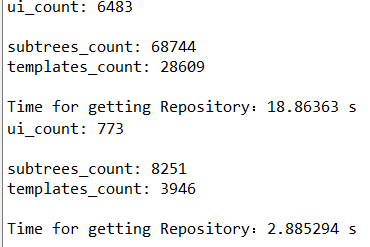 ui_count: 6483
subtrees_count: 68744
templates_count: 28609
Time for getting Repository：18.86363 s
ui_count: 773
subtrees_count: 8251
templates_count: 3946
Time for getting Repository：2.885294 s